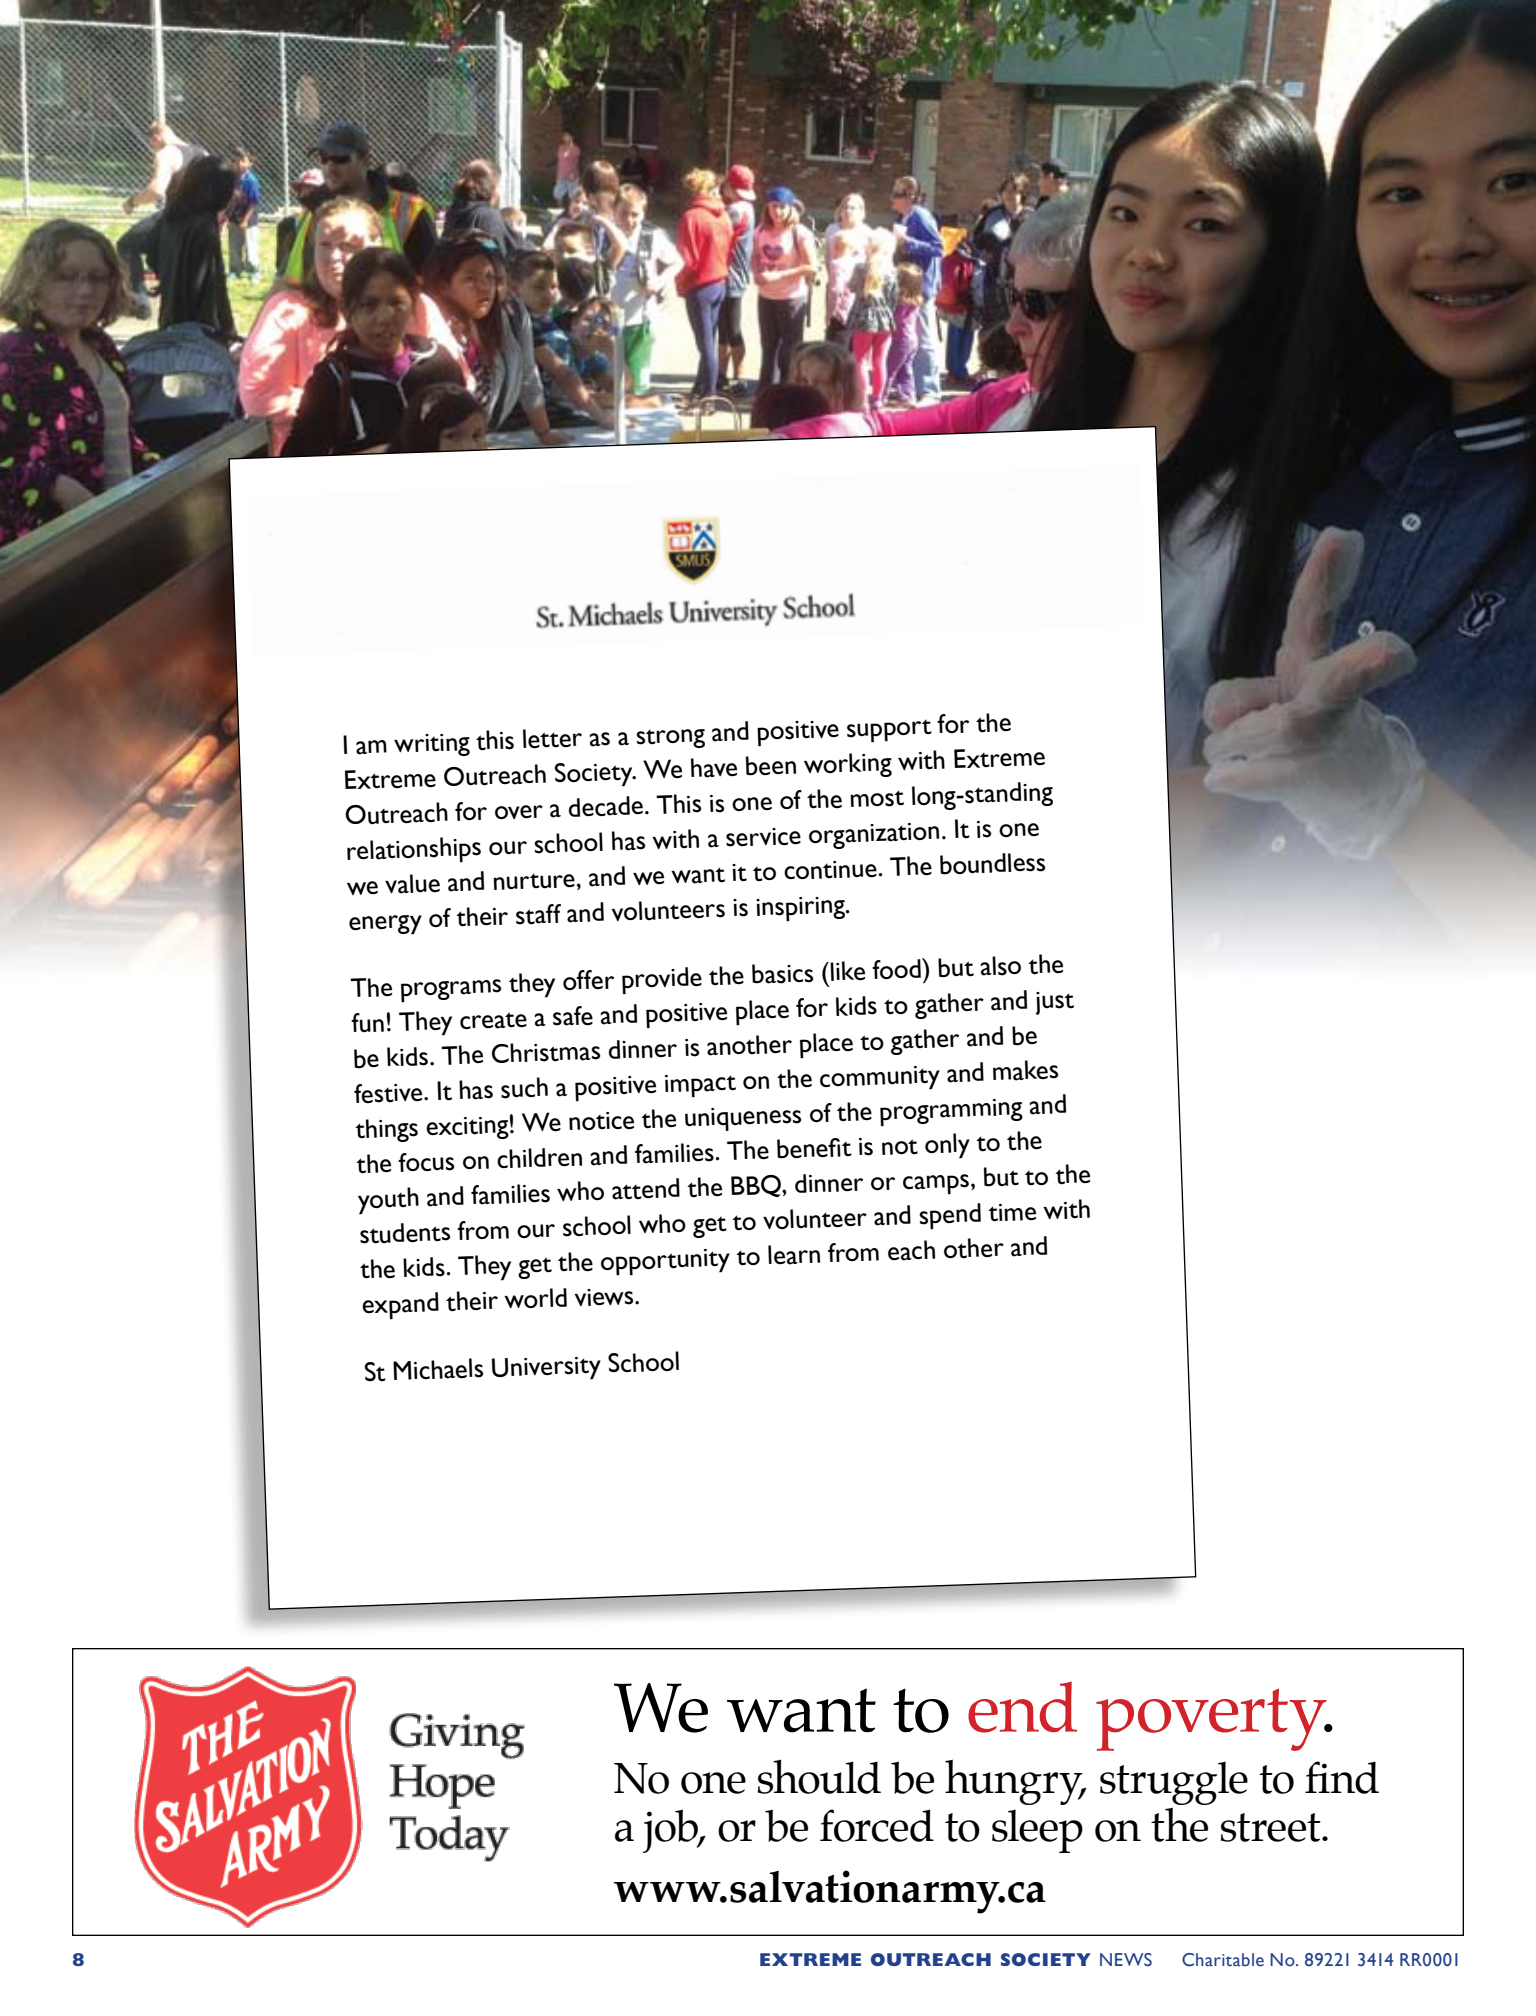 SMUS
St. Michaels University School
I am writing this letter as a strong and positive support for the
Extreme Outreach Society. We have been working with Extreme
Outreach for over a decade. This is one of the most long-standing
relationships our school has with a service organization. It is one
we value and nurture, and we want it to continue. The boundless
energy of their staff and volunteers is inspiring.
The programs they offer provide the basics (like food) but also the
fun! They create a safe and positive place for kids to gather and just
be kids. The Christmas dinner is another place to gather and be
festive. It has such a positive impact on the community and makes
things exciting! We notice the uniqueness of the programming and
the focus on children and families. The benefit is not only to the
youth and families who attend the BBQ, dinner or camps, but to the
students from our school who get to volunteer and spend time with
the kids. They get the opportunity to learn from each other and
expand their world views.
St Michaels University School
THE
SALVATION
ARMY
Giving
Hope
Today
We want to end poverty.
No one should be hungry, struggle to find
a job, or be forced to sleep on the street.
www.salvationarmy.ca
8
EXTREME OUTREACH SOCIETY NEWS Charitable No. 89221 3414 RR0001